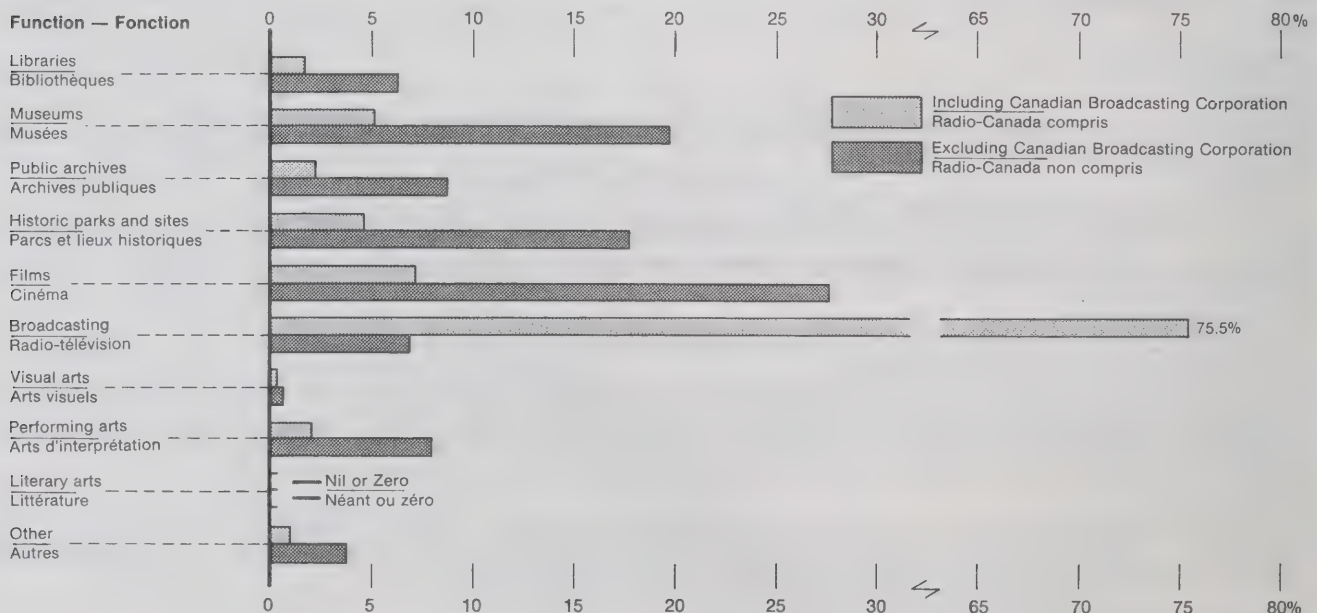 Function — Fonction
0 5 10 15 20 25 30 65 70 75 80%
Libraries
Bibliothèques
Museums
Musées
Public archives
Archives publiques
Historic parks and sites
Parcs et lieux historiques
Films
Cinéma
Broadcasting
Radio-télévision
75.5%
Visual arts
Arts visuels
Performing arts
Arts d'interprétation
Literary arts
Littérature
Nil or Zero
Néant ou zéro
Other
Autres
Including Canadian Broadcasting Corporation
Radio-Canada compris
Excluding Canadian Broadcasting Corporation
Radio-Canada non compris
0 5 10 15 20 25 30 65 70 75 80%